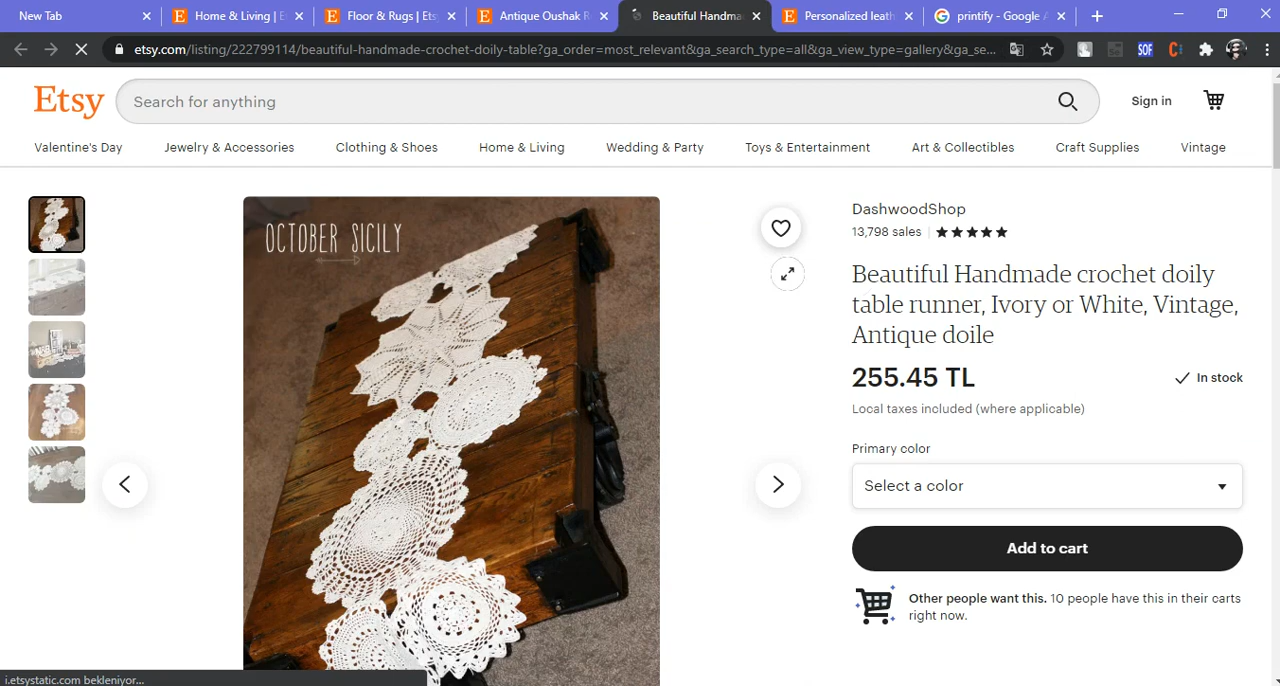 New Tab
Home & Living | E
Floor & Rugs | Ets
Antique Oushak R
Beautiful Handma
Personalized leath
printify - Google A
etsy.com/listing/222799114/beautiful-handmade-crochet-doily-table?ga_order=most_relevant&ga_search_type=all&ga_view_type=gallery&ga_se...
SOF
Etsy
Search for anything
Sign in
Valentine's Day
Jewelry & Accessories
Clothing & Shoes
Home & Living
Wedding & Party
Toys & Entertainment
Art & Collectibles
Craft Supplies
Vintage
OCTOBER SICILY
DashwoodShop
13,798 sales
Beautiful Handmade crochet doily
table runner, Ivory or White, Vintage,
Antique doile
255.45 TL
In stock
Local taxes included (where applicable)
Primary color
Select a color
Add to cart
Other people want this. 10 people have this in their carts
right now.
i.etsystatic.com bekleniyor...